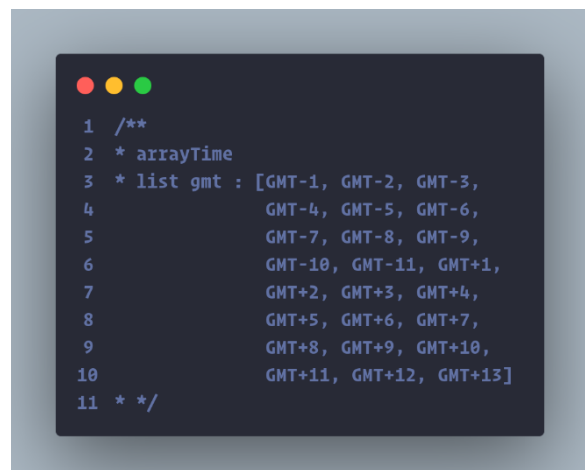 1 /**
2 * arrayTime
3 * list gmt : [GMT-1, GMT-2, GMT-3,
4 GMT-4, GMT-5, GMT-6,
5 GMT-7, GMT-8, GMT-9,
6 GMT-10, GMT-11, GMT+1,
7 GMT+2, GMT+3, GMT+4,
8 GMT+5, GMT+6, GMT+7,
9 GMT+8, GMT+9, GMT+10,
10 GMT+11, GMT+12, GMT+13]
11 * */